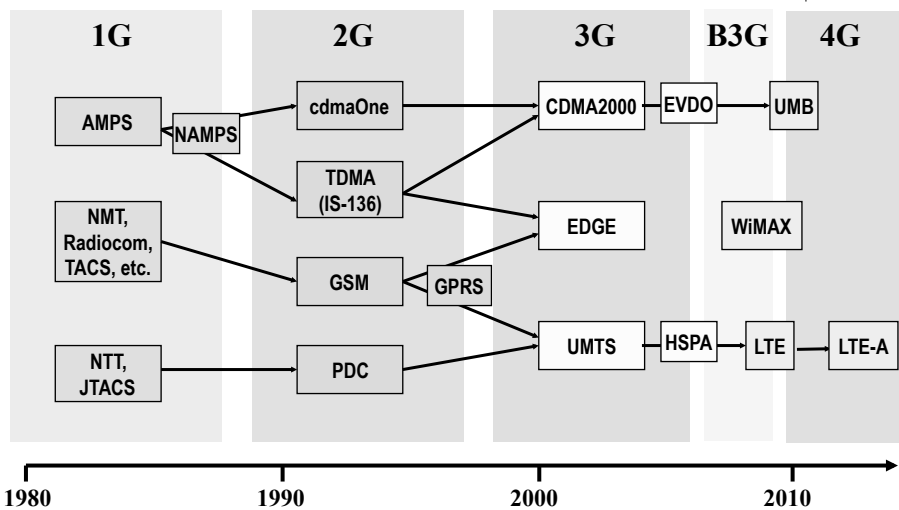 1G
2G
3G
B3G
4G
AMPS
NAMPS
cdmaOne
CDMA2000
EVDO
UMB
TDMA
(IS-136)
NMT,
Radiocom,
TACS, etc.
EDGE
WiMAX
GSM
GPRS
NTT,
JTACS
PDC
UMTS
HSPA
LTE
LTE-A
1980
1990
2000
2010